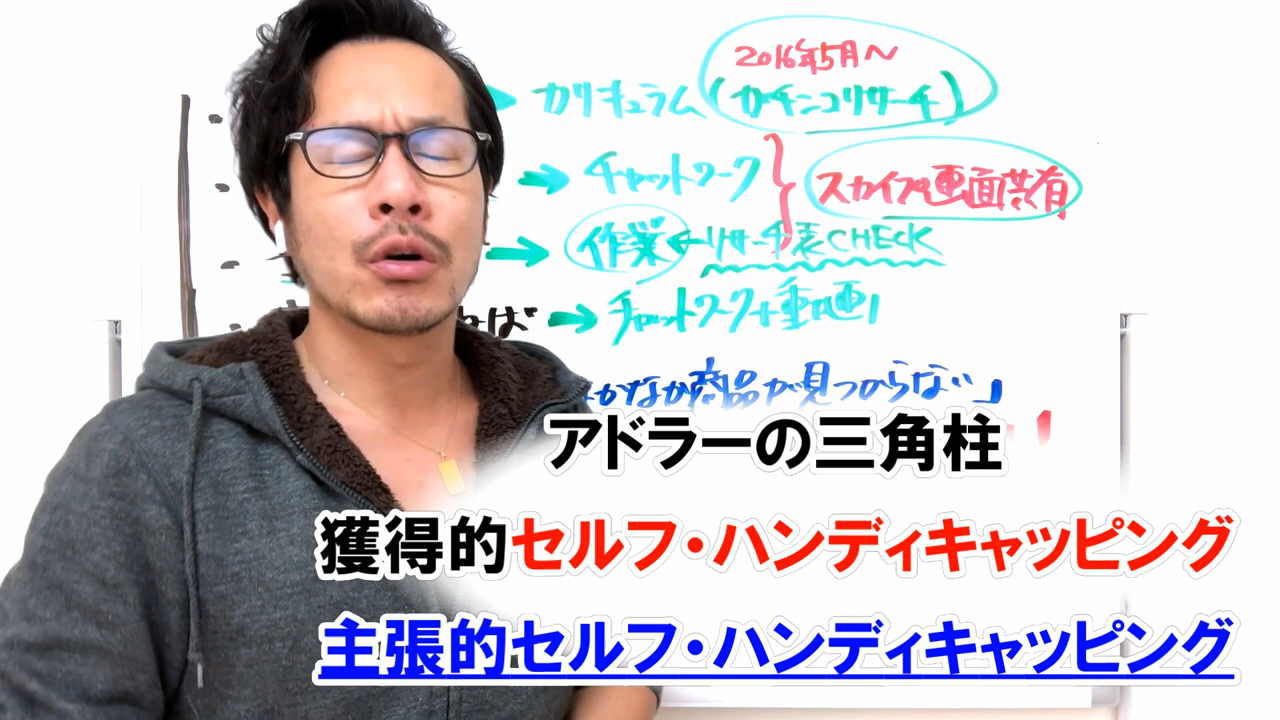 2016年5月〜
カリキュラム(ガチンコリサーチ)
チャットワーク
スカイプ画面共有
作業←リサーチ表CHECK
れば→チャットワーク+動画
かなか商品が見つからない」
アドラーの三角柱
獲得的セルフ・ハンディキャッピング
主張的セルフ・ハンディキャッピング